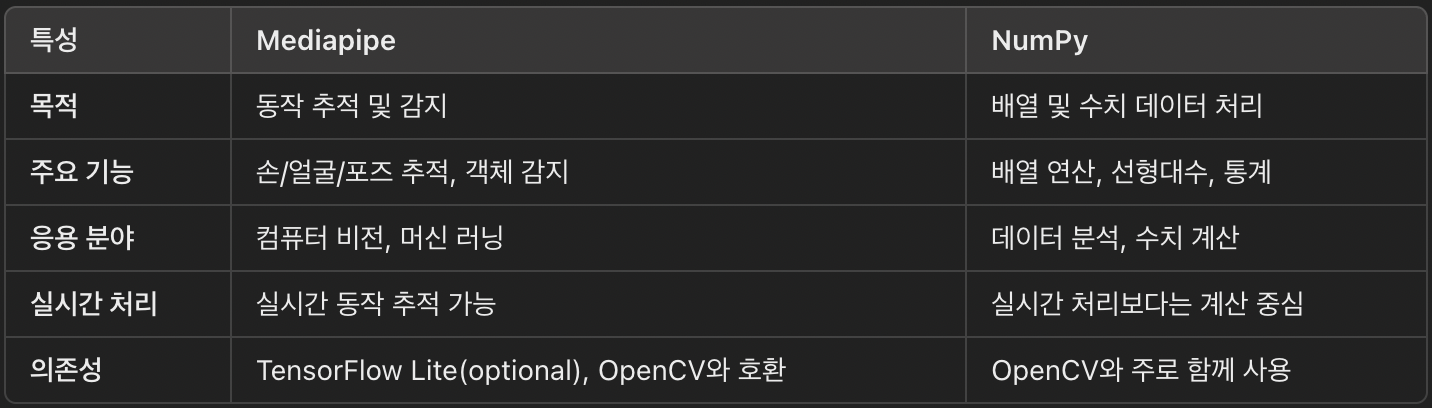 특성 Mediapipe NumPy
목적 동작 추적 및 감지 배열 및 수치 데이터 처리
주요 기능 손/얼굴/포즈 추적, 객체 감지 배열 연산, 선형대수, 통계
응용 분야 컴퓨터 비전, 머신 러닝 데이터 분석, 수치 계산
실시간 처리 실시간 동작 추적 가능 실시간 처리보다는 계산 중심
의존성 TensorFlow Lite(optional), OpenCV와 호환 OpenCV와 주로 함께 사용